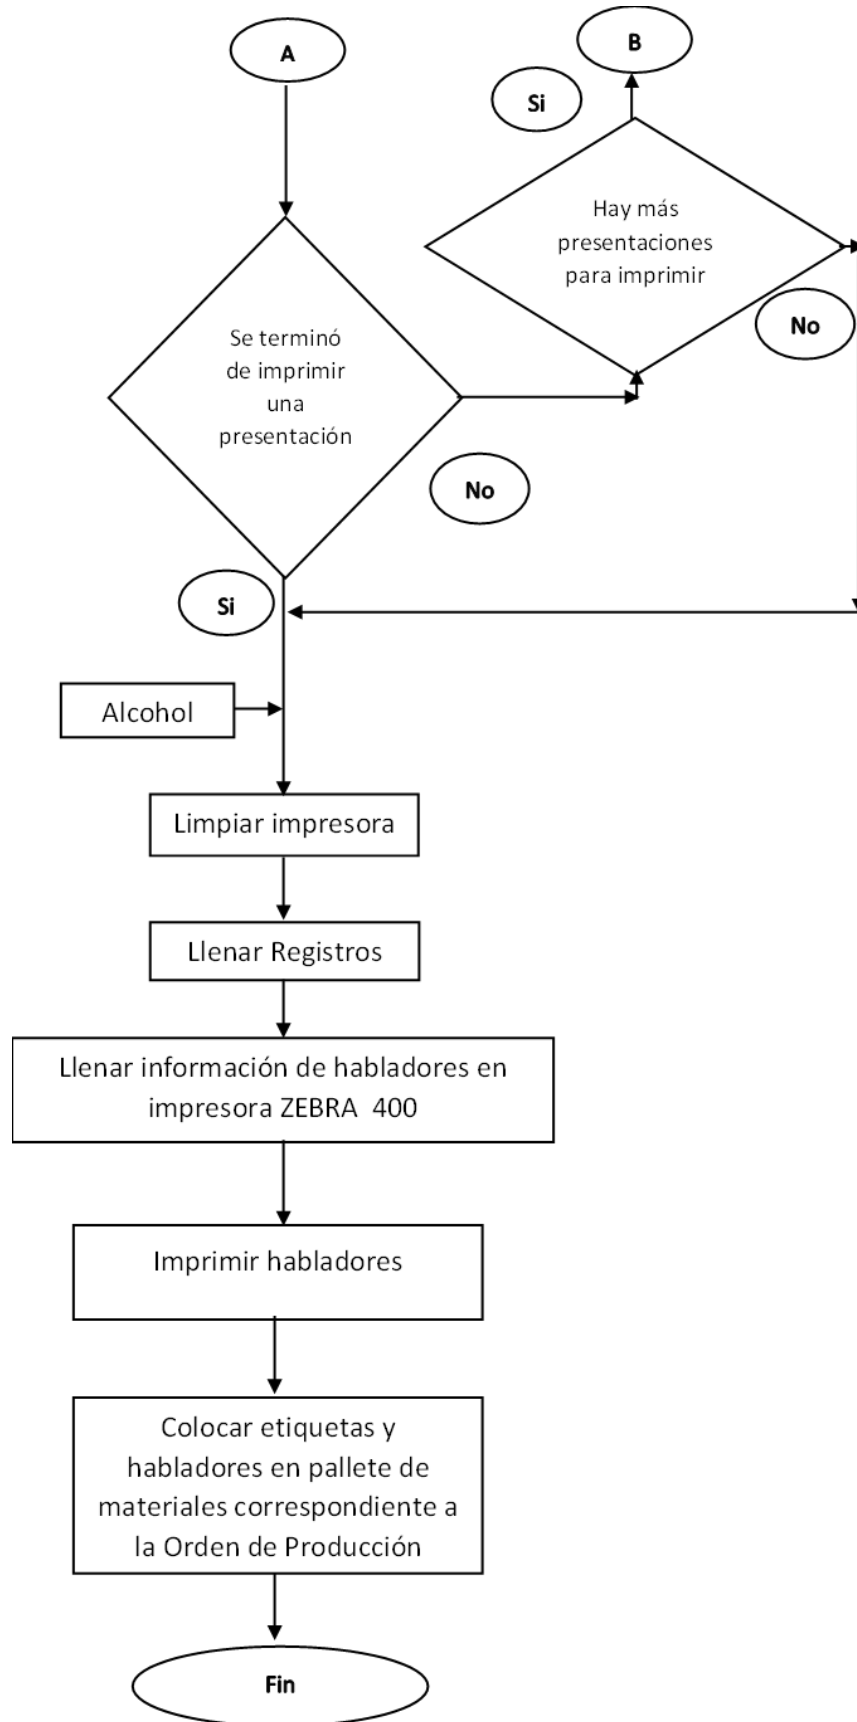 A
B
Si
Hay más
presentaciones
para imprimir
No
Se terminó
de imprimir
una
presentación
No
Si
Alcohol
Limpiar impresora
Llenar Registros
Llenar información de habladores en
impresora ZEBRA  400
Imprimir habladores
Colocar etiquetas y
habladores en pallete de
materiales correspondiente a
la Orden de Producción
Fin